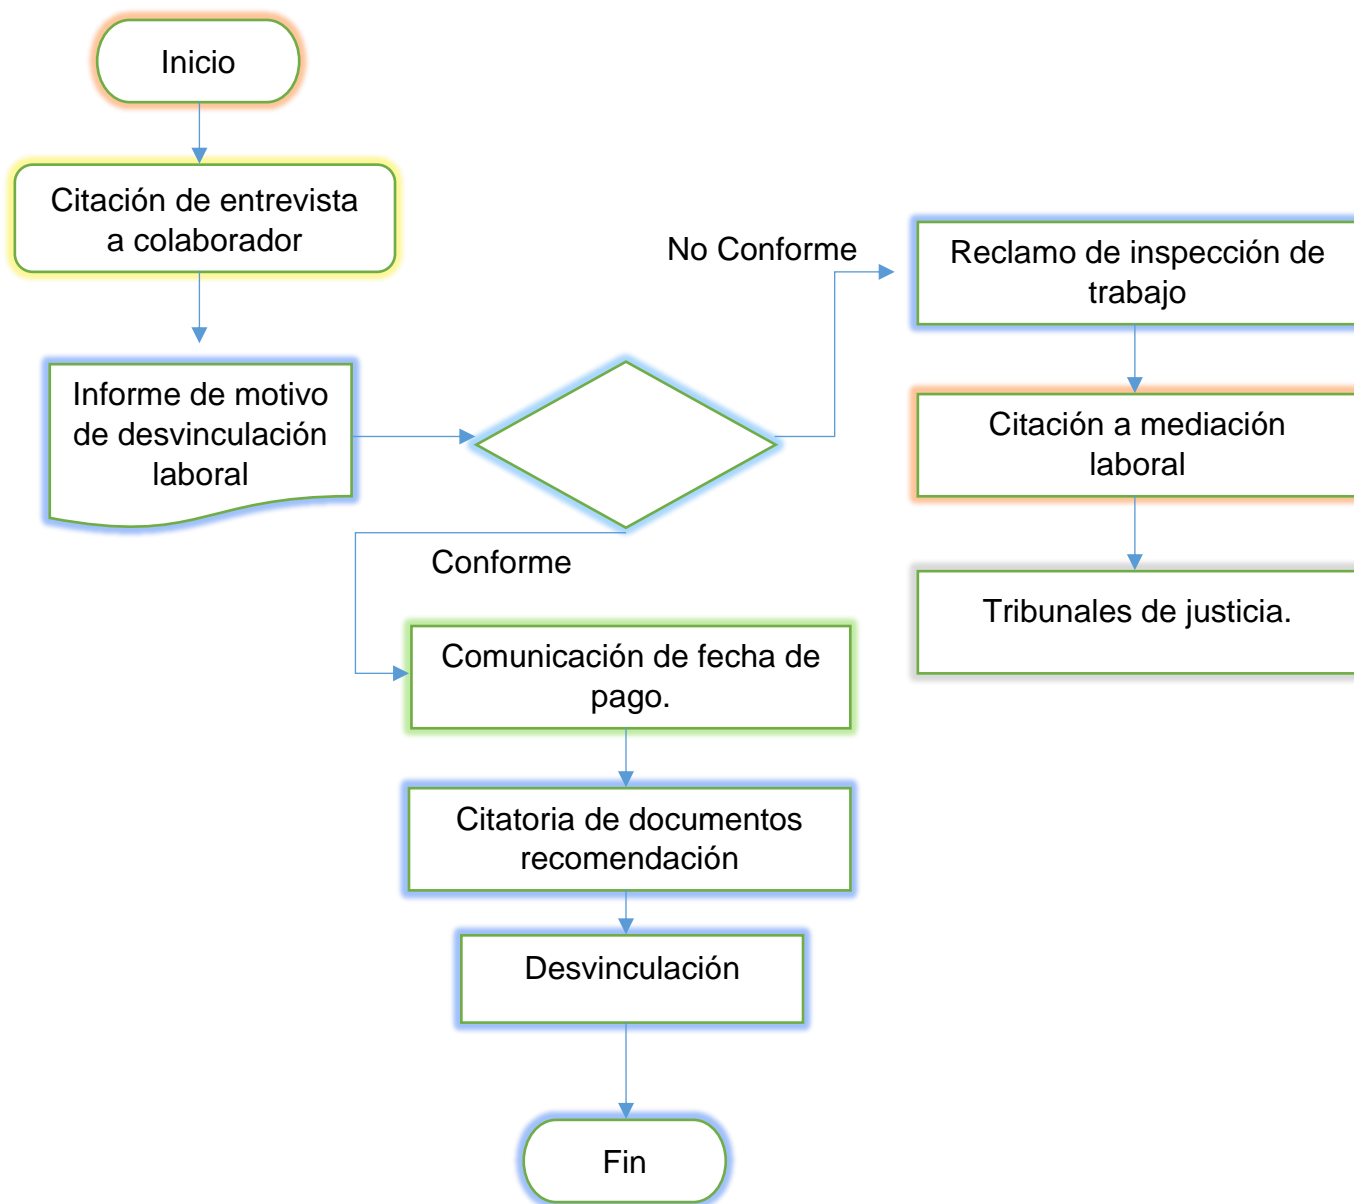 Inicio
Citación de entrevista
a colaborador
No Conforme
Reclamo de inspección de
trabajo
Informe de motivo
de desvinculación
laboral
Citación a mediación
laboral
Conforme
Tribunales de justicia.
Comunicación de fecha de
pago.
Citatoria de documentos
recomendación
Desvinculación
Fin